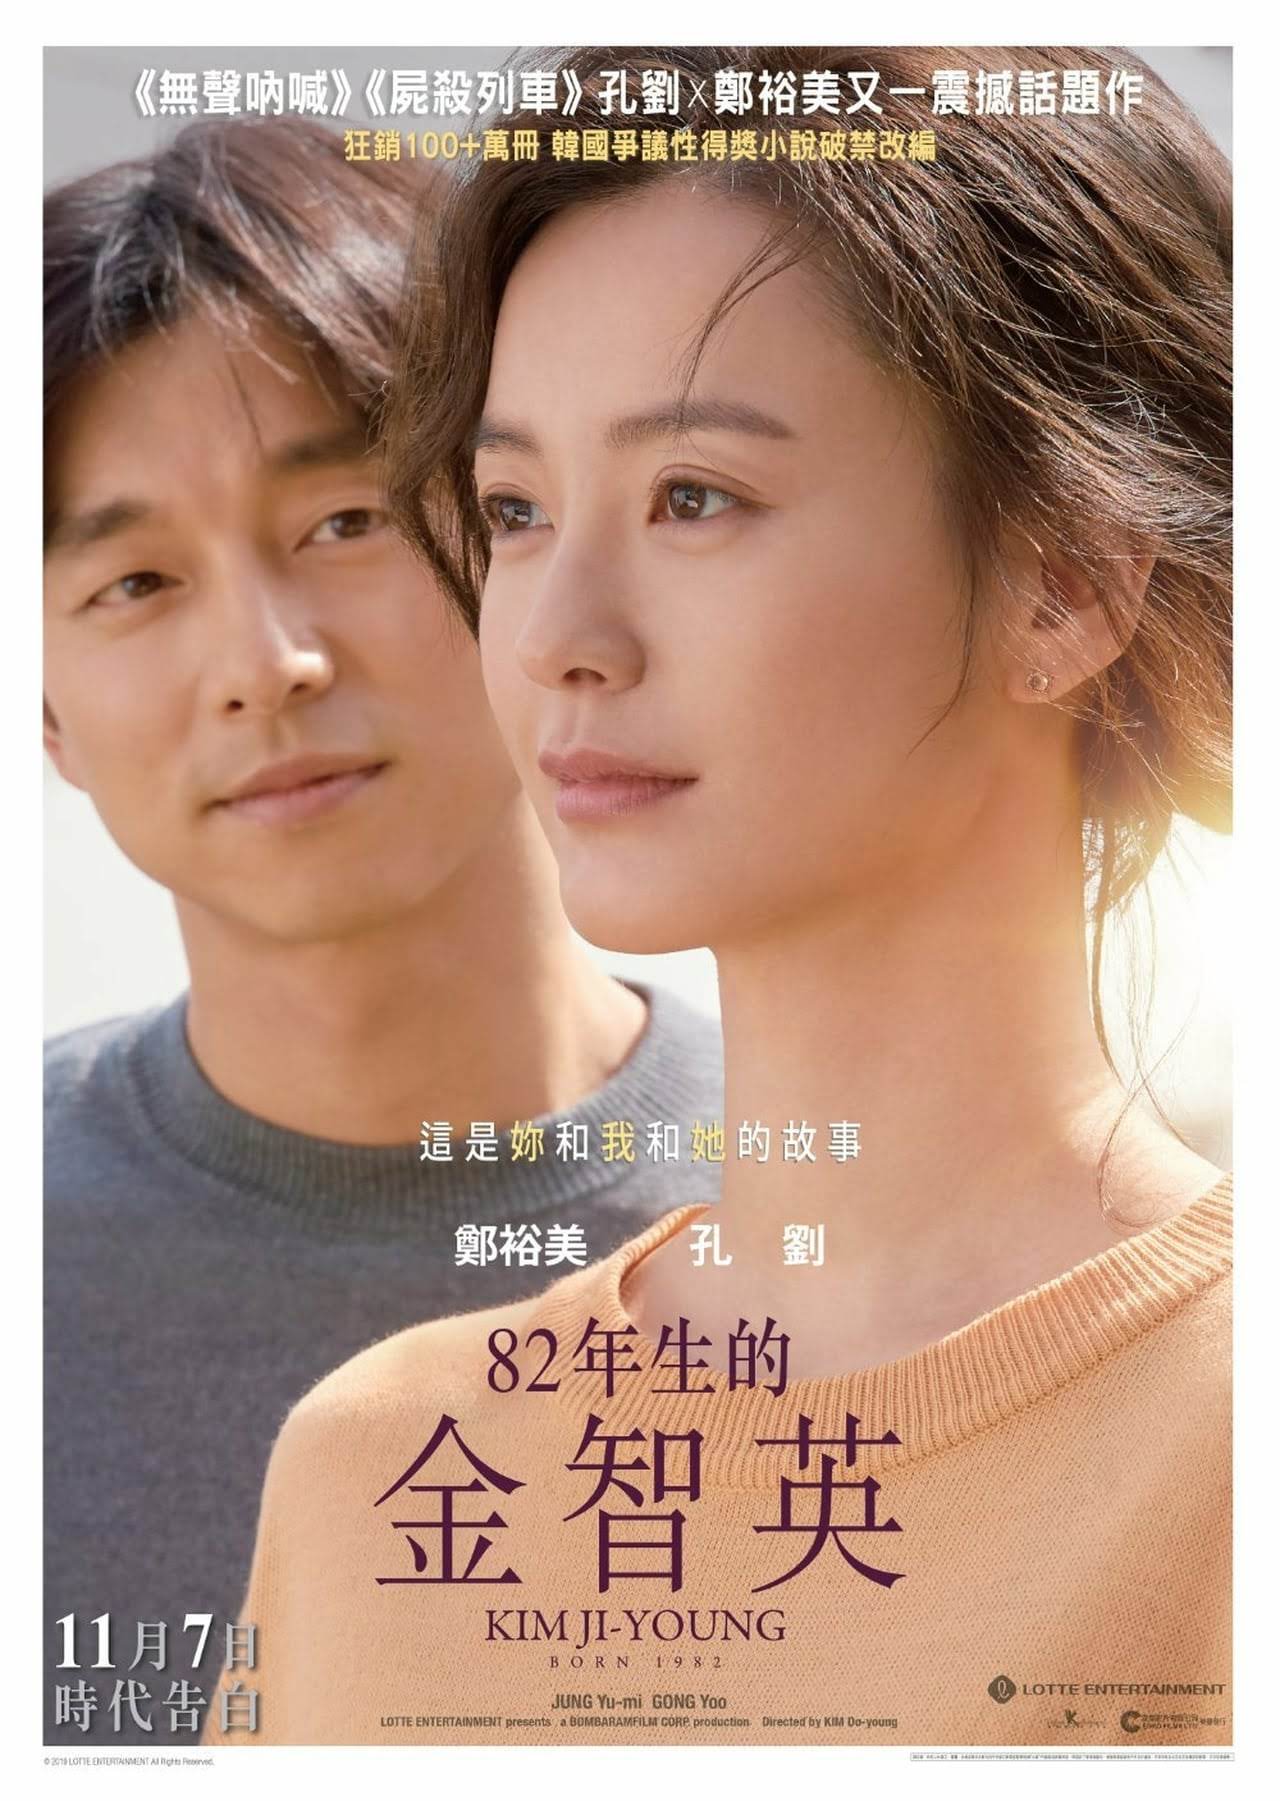 《無聲吶喊》《屍殺列車》孔劉×鄭裕美又一震撼話題作
狂銷100+萬冊 韓國爭議性得獎小說破禁改編
這是妳和我和她的故事
鄭裕美 孔 劉
82年生的
金智英
KIM JI-YOUNG
BORN 1982
11月7日
時代告白
JUNG Yu-mi GONG Yoo
LOTTE ENTERTAINMENT presents a BOMBARAMFILM CORP. production Directed by KIM Do-young
LOTTE ENTERTAINMENT
© 2019 LOTTE ENTERTAINMENT All Rights Reserved.